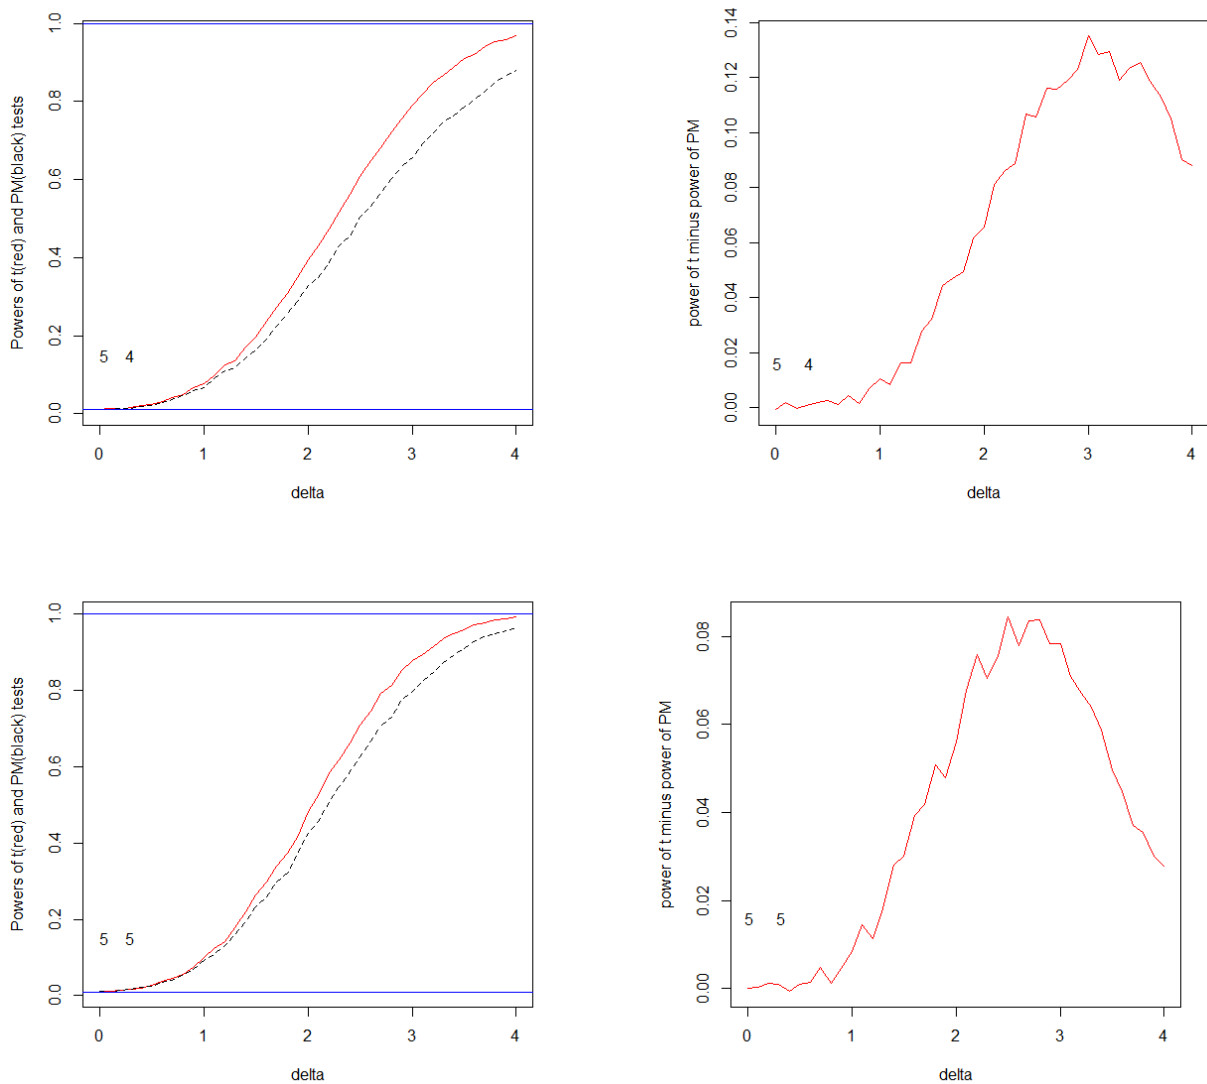 Powers of t(red) and PM(black) tests
1.0
0.8
0.6
0.4
0.2
0.0
5 4
0 1 2 3 4
delta
power of t minus power of PM
0.14
0.12
0.10
0.08
0.06
0.04
0.02
0.00
5 4
0 1 2 3 4
delta
Powers of t(red) and PM(black) tests
1.0
0.8
0.6
0.4
0.2
0.0
5 5
0 1 2 3 4
delta
power of t minus power of PM
0.08
0.06
0.04
0.02
0.00
5 5
0 1 2 3 4
delta